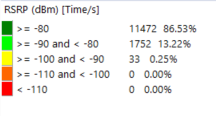 RSRP (dBm) [Time/s]
>= -80 11472 86.53%
>= -90 and < -80 1752 13.22%
>= -100 and < -90 33 0.25%
>= -110 and < -100 0 0.00%
< -110 0 0.00%